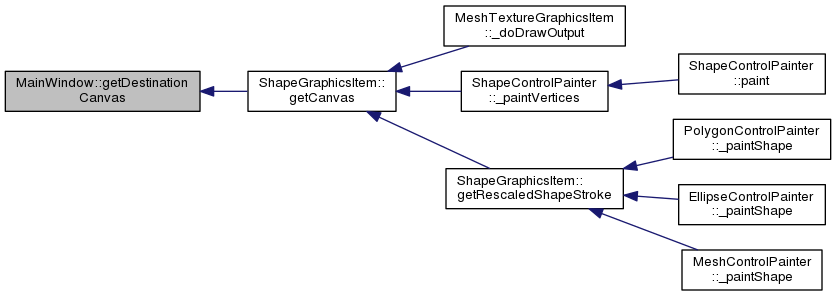 MainWindow::getDestination
Canvas
ShapeGraphicsItem::
getCanvas
MeshTextureGraphicsItem
::_doDrawOutput
ShapeControlPainter
::_paintVertices
ShapeControlPainter
::paint
ShapeGraphicsItem::
getRescaledShapeStroke
PolygonControlPainter
::_paintShape
EllipseControlPainter
::_paintShape
MeshControlPainter
::_paintShape